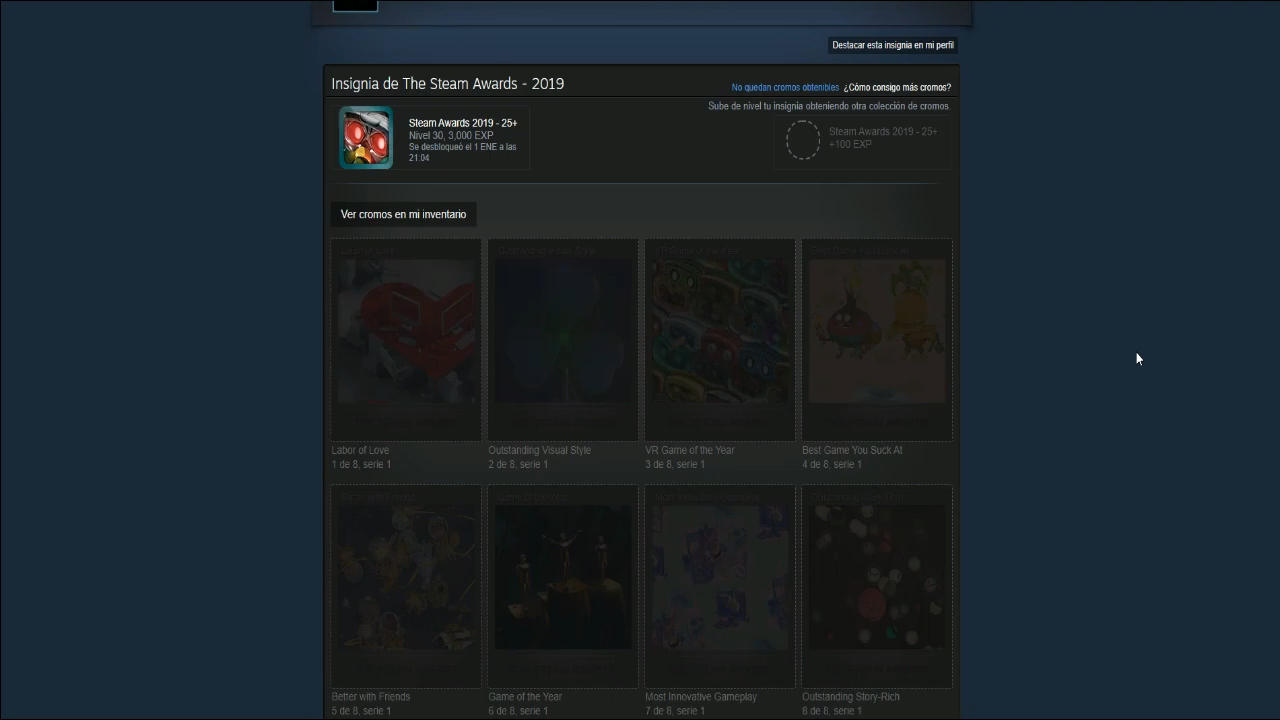 Destacar esta insignia en mi perfil
Insignia de The Steam Awards - 2019
No quedan cromos obtenibles ¿Cómo consigo más cromos?
Sube de nivel tu insignia obteniendo otra colección de cromos.
Steam Awards 2019 - 25+
Nivel 30, 3,000 EXP
Se desbloqueó el 1 ENE a las
21:04
Steam Awards 2019 - 25+
+100 EXP
Ver cromos en mi inventario
Labor of Love
1 de 8, serie 1
Outstanding Visual Style
2 de 8, serie 1
VR Game of the Year
3 de 8, serie 1
Best Game You Suck At
4 de 8, serie 1
Better with Friends
5 de 8, serie 1
Game of the Year
6 de 8, serie 1
Most Innovative Gameplay
7 de 8, serie 1
Outstanding Story-Rich
8 de 8, serie 1